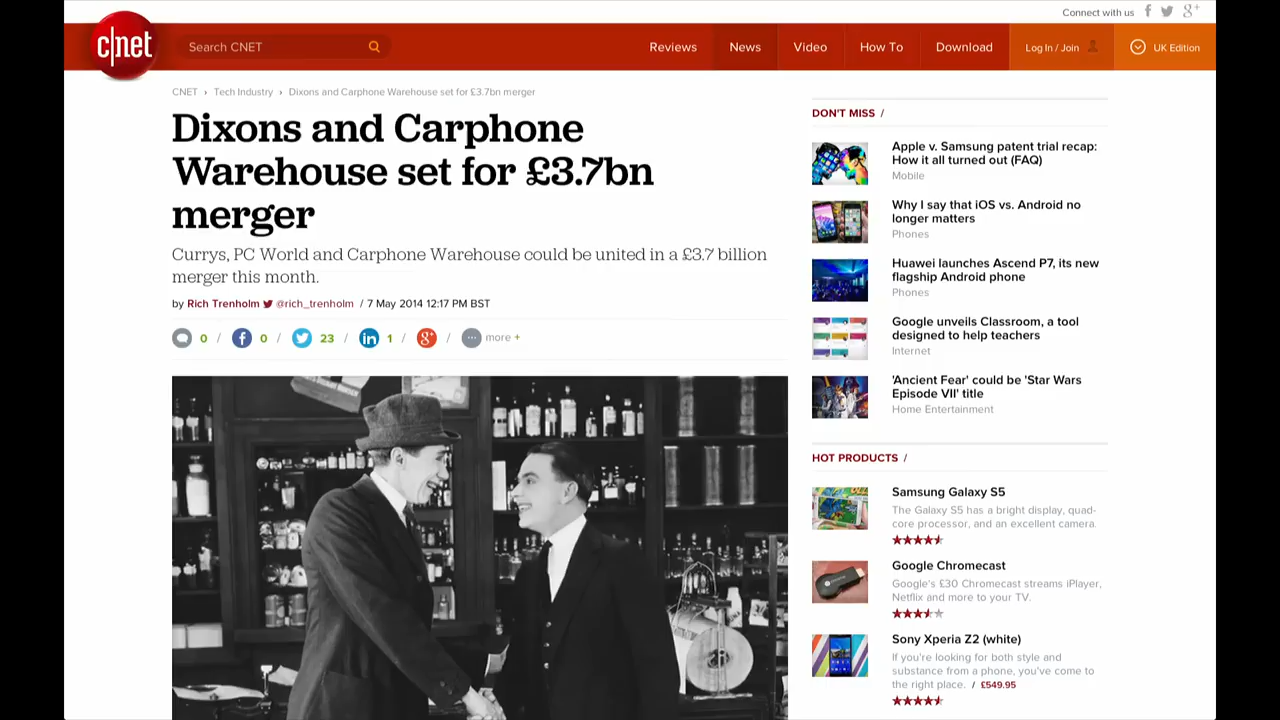 Connect with us
c|net
Search CNET
Reviews
News
Video
How To
Download
Log In / Join
UK Edition
CNET › Tech Industry › Dixons and Carphone Warehouse set for £3.7bn merger
Dixons and Carphone
Warehouse set for £3.7bn
merger
Currys, PC World and Carphone Warehouse could be united in a £3.7 billion
merger this month.
by Rich Trenholm @rich_trenholm / 7 May 2014 12:17 PM BST
0 / 0 / 23 / 1 / / more +
DON'T MISS /
Apple v. Samsung patent trial recap:
How it all turned out (FAQ)
Mobile
Why I say that iOS vs. Android no
longer matters
Phones
Huawei launches Ascend P7, its new
flagship Android phone
Phones
Google unveils Classroom, a tool
designed to help teachers
Internet
'Ancient Fear' could be 'Star Wars
Episode VII' title
Home Entertainment
HOT PRODUCTS /
Samsung Galaxy S5
The Galaxy S5 has a bright display, quad-
core processor, and an excellent camera.
Google Chromecast
Google's £30 Chromecast streams iPlayer,
Netflix and more to your TV.
Sony Xperia Z2 (white)
If you're looking for both style and
substance from a phone, you've come to
the right place. / £549.95